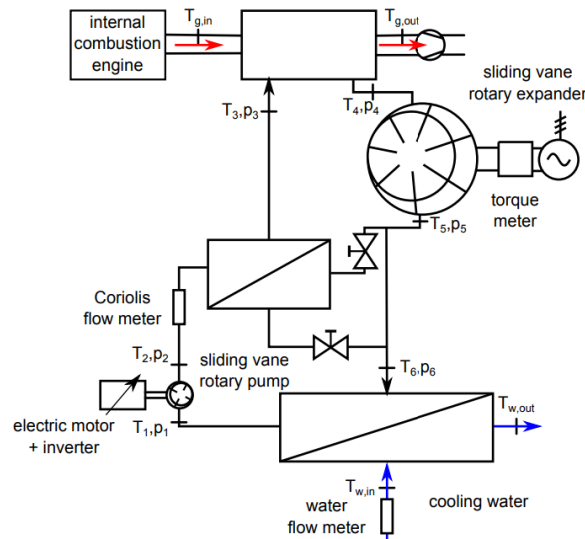 internal
combustion
engine
T_g,in
T_g,out
sliding vane
rotary expander
T_3,p_3
T_4,p_4
torque
meter
T_5,p_5
Coriolis
flow meter
T_2,p_2
sliding vane
rotary pump
T_6,p_6
T_w,out
electric motor
+ inverter
T_1,p_1
T_w,in
water
flow meter
cooling water